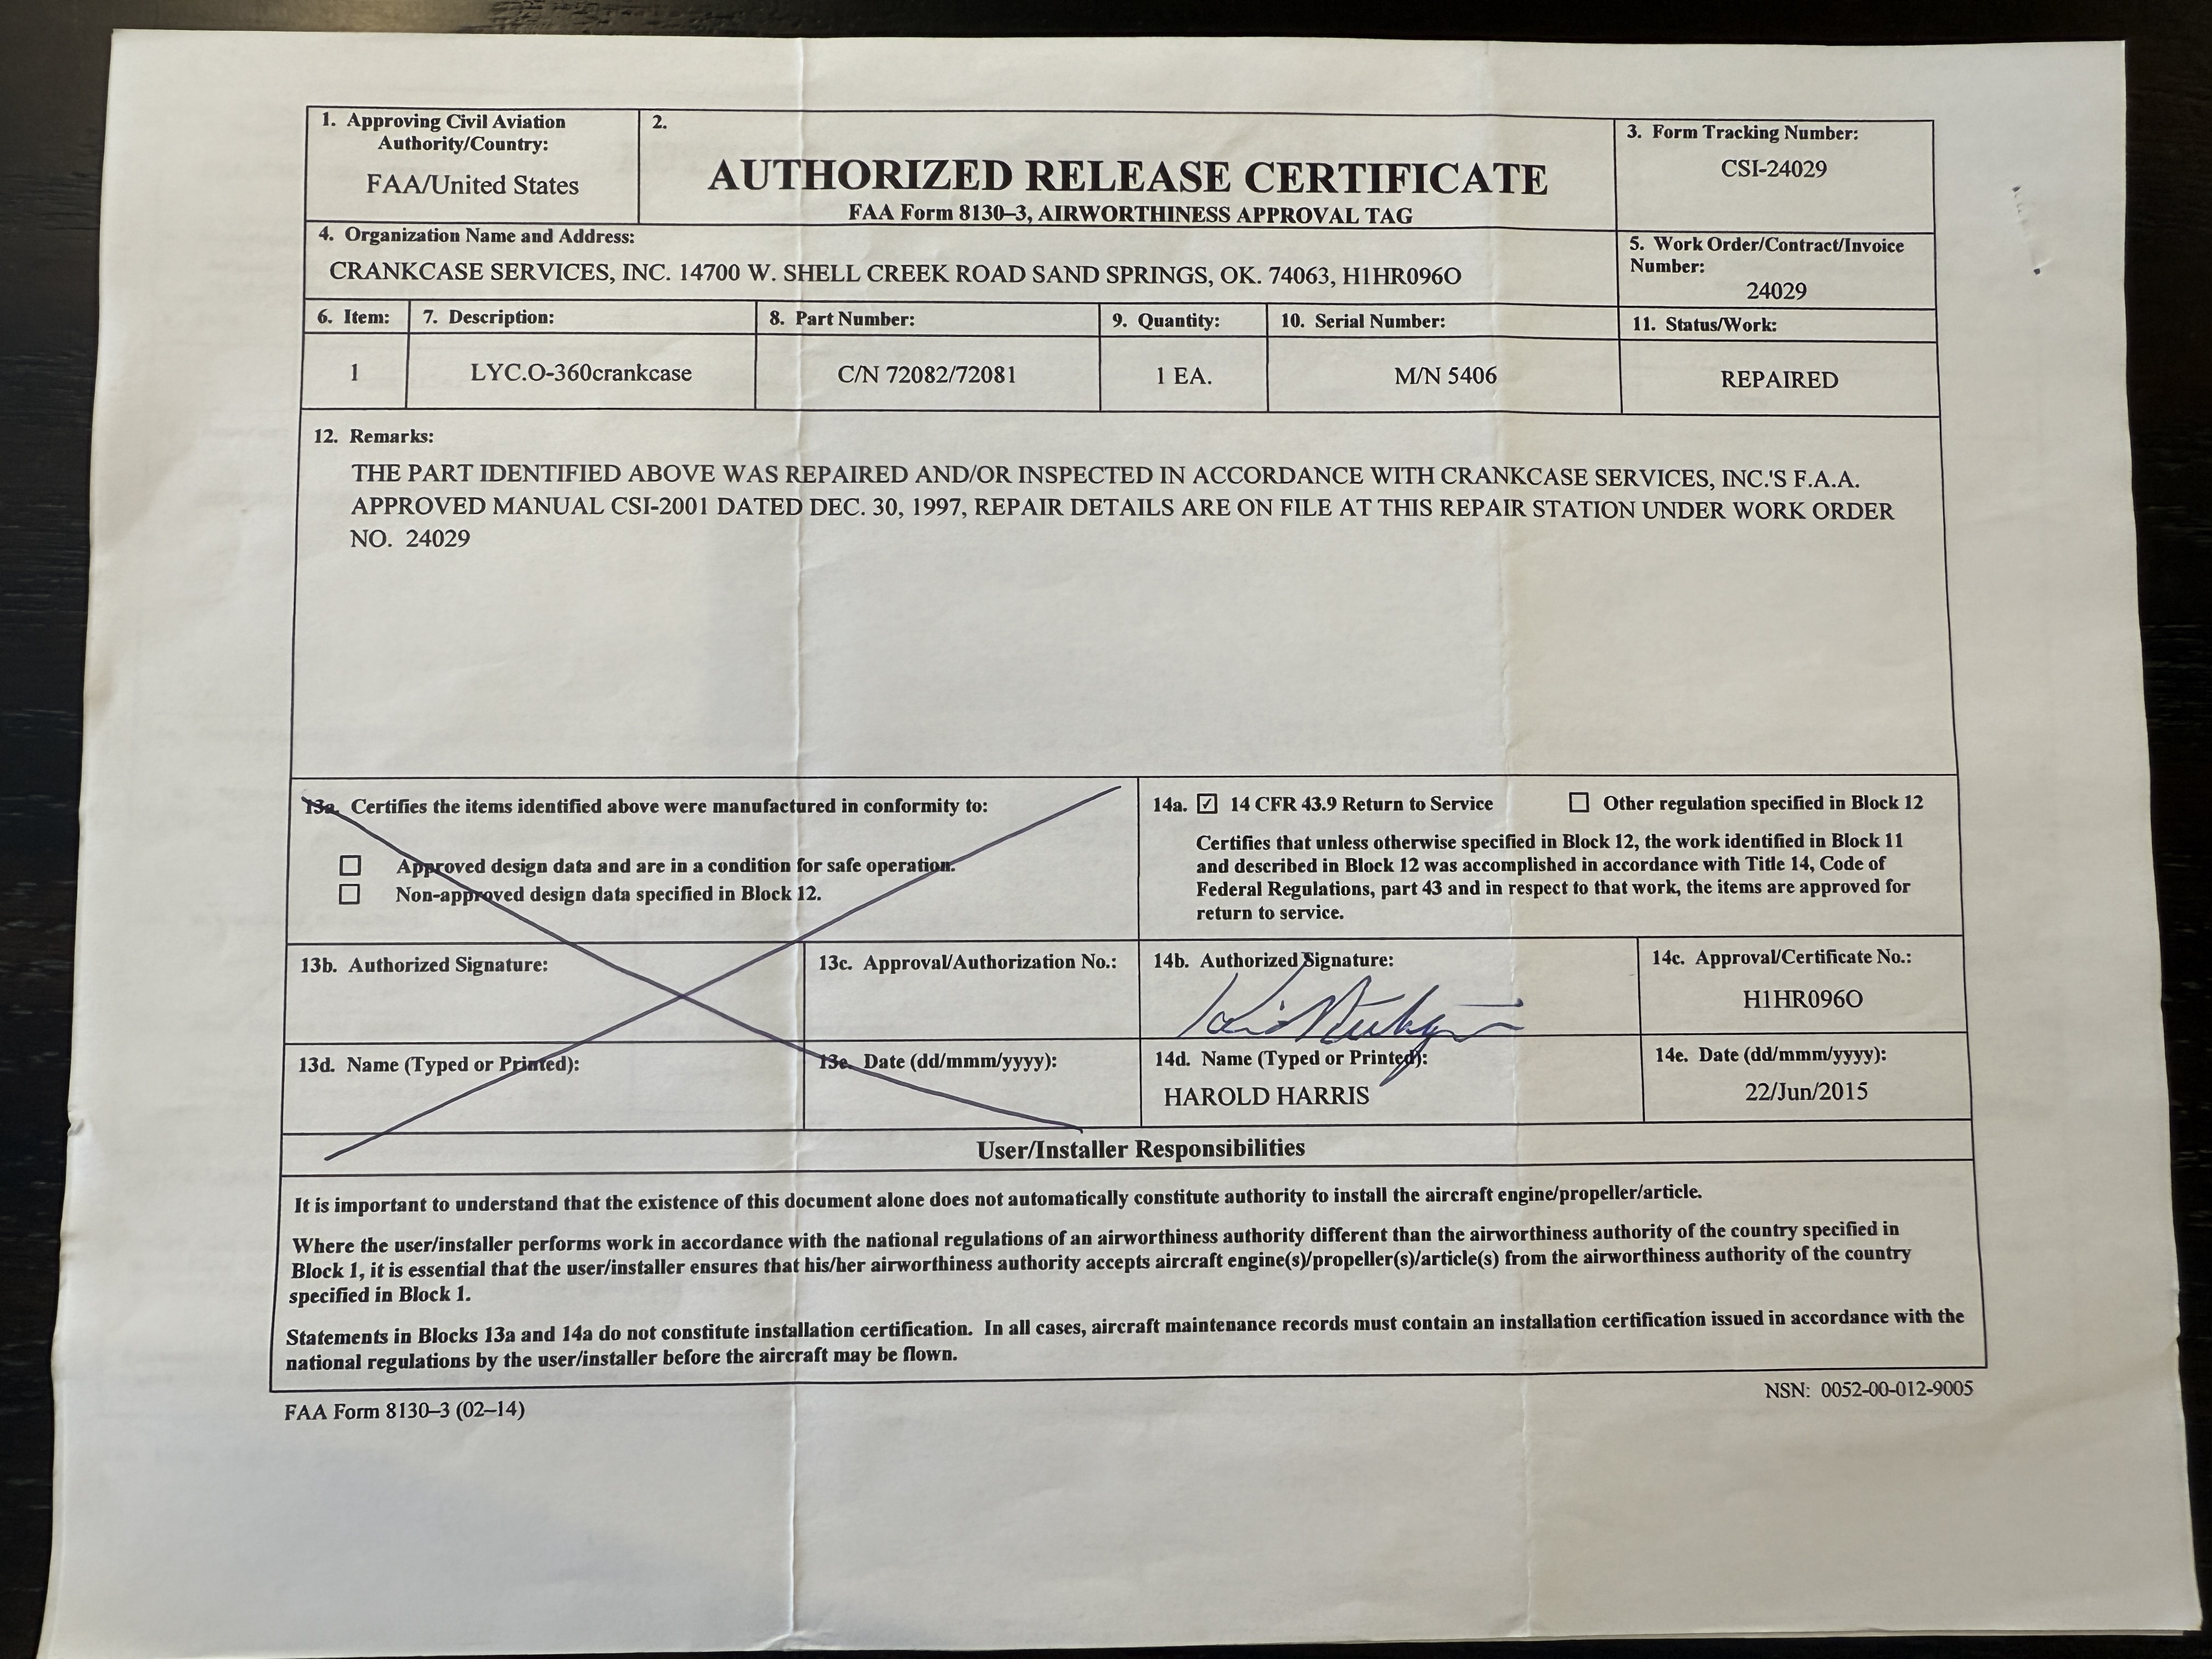 1. Approving Civil Aviation
Authority/Country:
FAA/United States
2.
AUTHORIZED RELEASE CERTIFICATE
FAA Form 8130–3, AIRWORTHINESS APPROVAL TAG
3. Form Tracking Number:
CSI-24029
4. Organization Name and Address:
CRANKCASE SERVICES, INC. 14700 W. SHELL CREEK ROAD SAND SPRINGS, OK. 74063, H1HR096O
5. Work Order/Contract/Invoice
Number:
24029
6. Item:
7. Description:
8. Part Number:
9. Quantity:
10. Serial Number:
11. Status/Work:
1
LYC.O-360crankcase
C/N 72082/72081
1 EA.
M/N 5406
REPAIRED
12. Remarks:
THE PART IDENTIFIED ABOVE WAS REPAIRED AND/OR INSPECTED IN ACCORDANCE WITH CRANKCASE SERVICES, INC.'S F.A.A.
APPROVED MANUAL CSI-2001 DATED DEC. 30, 1997, REPAIR DETAILS ARE ON FILE AT THIS REPAIR STATION UNDER WORK ORDER
NO. 24029
13a. Certifies the items identified above were manufactured in conformity to:
Approved design data and are in a condition for safe operation.
Non-approved design data specified in Block 12.
14a. ✓ 14 CFR 43.9 Return to Service
Other regulation specified in Block 12
Certifies that unless otherwise specified in Block 12, the work identified in Block 11
and described in Block 12 was accomplished in accordance with Title 14, Code of
Federal Regulations, part 43 and in respect to that work, the items are approved for
return to service.
13b. Authorized Signature:
13c. Approval/Authorization No.:
14b. Authorized Signature:
14c. Approval/Certificate No.:
H1HR096O
13d. Name (Typed or Printed):
13e. Date (dd/mmm/yyyy):
14d. Name (Typed or Printed):
HAROLD HARRIS
14e. Date (dd/mmm/yyyy):
22/Jun/2015
User/Installer Responsibilities
It is important to understand that the existence of this document alone does not automatically constitute authority to install the aircraft engine/propeller/article.
Where the user/installer performs work in accordance with the national regulations of an airworthiness authority different than the airworthiness authority of the country specified in
Block 1, it is essential that the user/installer ensures that his/her airworthiness authority accepts aircraft engine(s)/propeller(s)/article(s) from the airworthiness authority of the country
specified in Block 1.
Statements in Blocks 13a and 14a do not constitute installation certification. In all cases, aircraft maintenance records must contain an installation certification issued in accordance with the
national regulations by the user/installer before the aircraft may be flown.
FAA Form 8130–3 (02–14)
NSN: 0052-00-012-9005